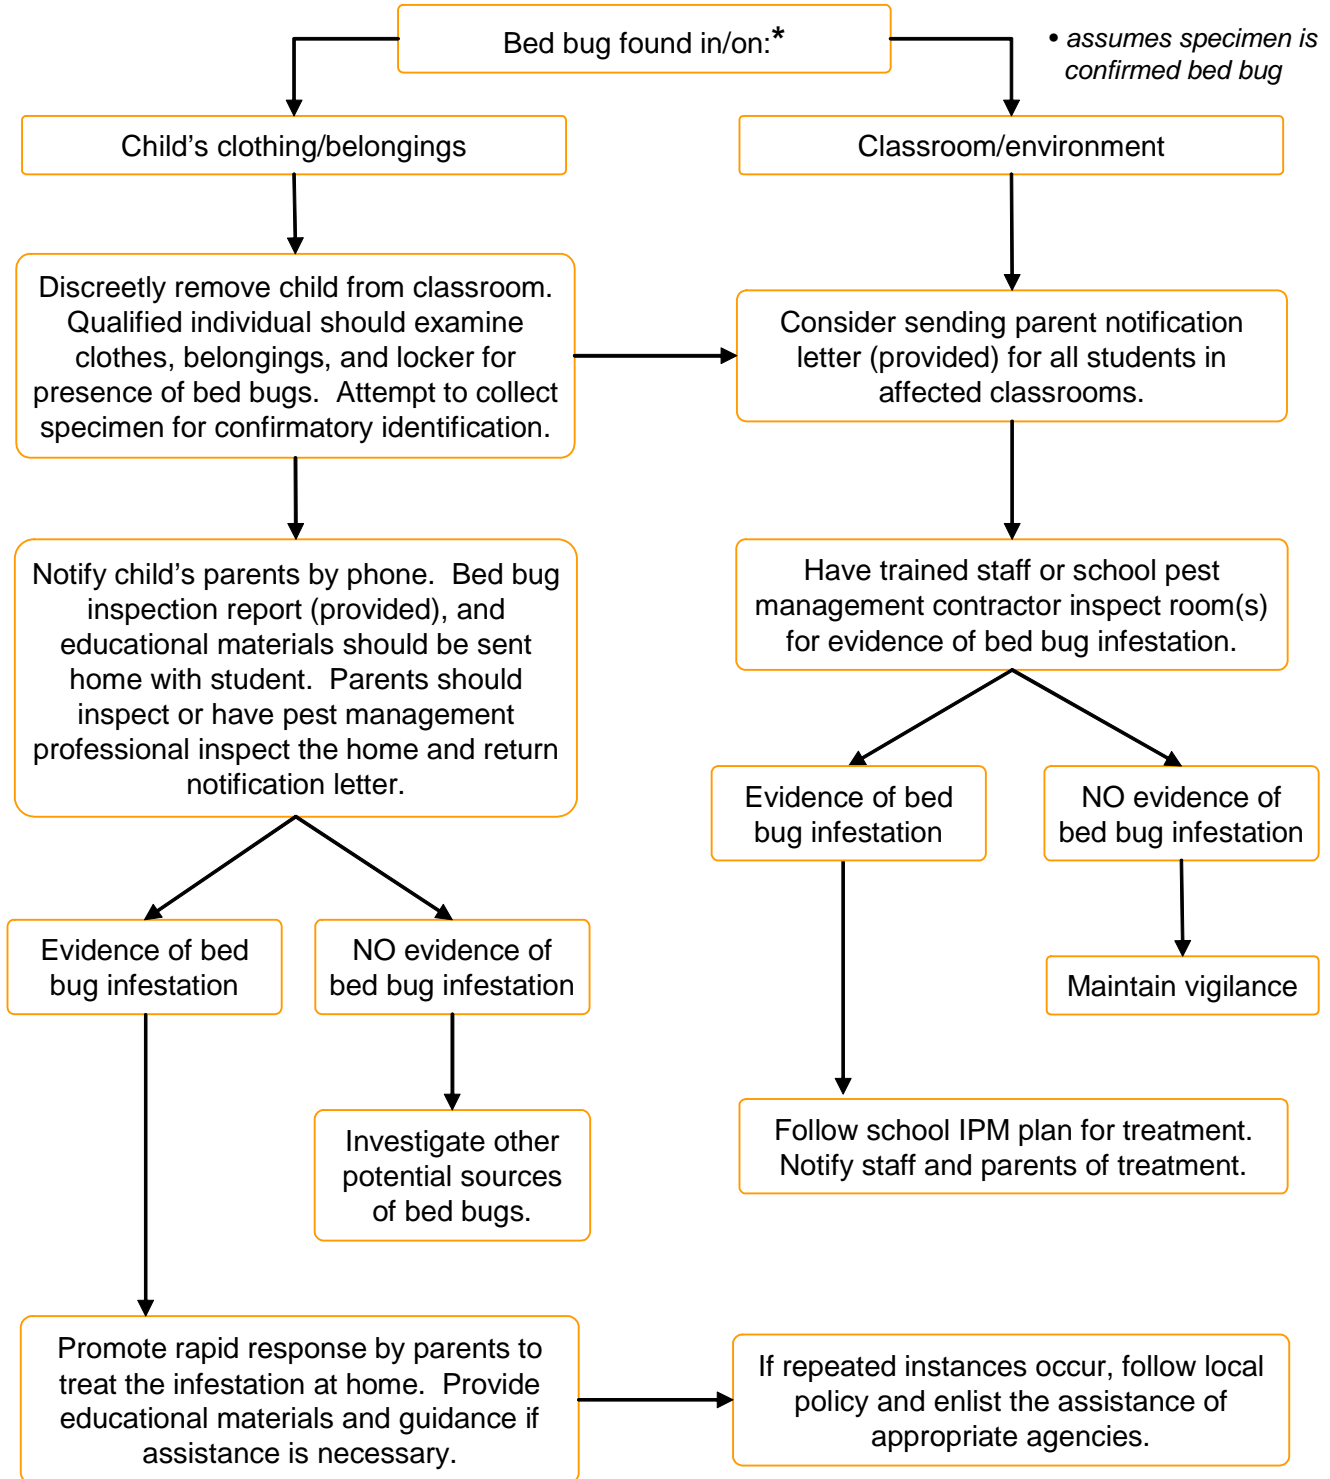 Bed bug found in/on:*
• assumes specimen is
confirmed bed bug
Child’s clothing/belongings
Classroom/environment
Discreetly remove child from classroom.
Qualified individual should examine
clothes, belongings, and locker for
presence of bed bugs.  Attempt to collect
specimen for confirmatory identification.
Consider sending parent notification
letter (provided) for all students in
affected classrooms.
Notify child’s parents by phone.  Bed bug
inspection report (provided), and
educational materials should be sent
home with student.  Parents should
inspect or have pest management
professional inspect the home and return
notification letter.
Have trained staff or school pest
management contractor inspect room(s)
for evidence of bed bug infestation.
Evidence of bed
bug infestation
NO evidence of
bed bug infestation
Evidence of bed
bug infestation
NO evidence of
bed bug infestation
Maintain vigilance
Investigate other
potential sources
of bed bugs.
Follow school IPM plan for treatment.
Notify staff and parents of treatment.
Promote rapid response by parents to
treat the infestation at home.  Provide
educational materials and guidance if
assistance is necessary.
If repeated instances occur, follow local
policy and enlist the assistance of
appropriate agencies.